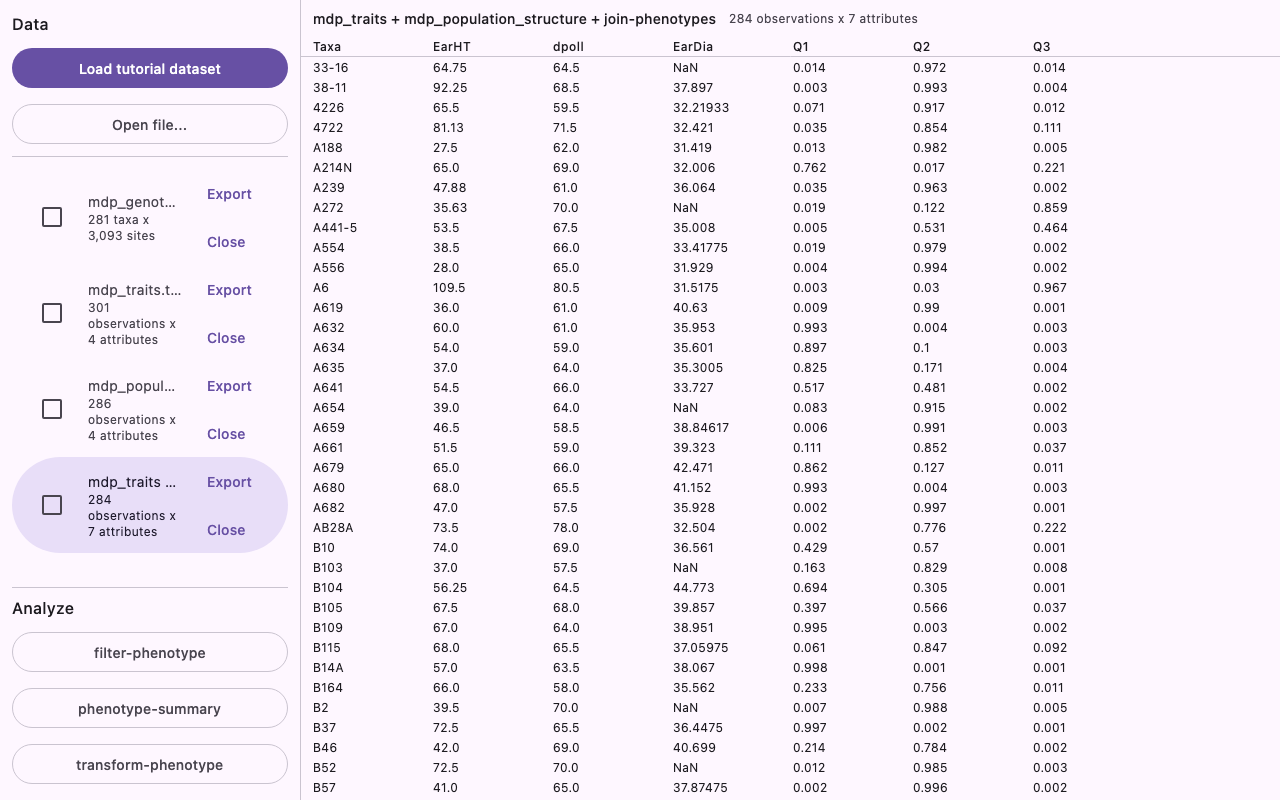 Data
Load tutorial dataset
Open file...
mdp_genot...
281 taxa x
3,093 sites
Export
Close
mdp_traits.t...
301
observations x
4 attributes
Export
Close
mdp_popul...
286
observations x
4 attributes
Export
Close
mdp_traits ...
284
observations x
7 attributes
Export
Close
Analyze
filter-phenotype
phenotype-summary
transform-phenotype
mdp_traits + mdp_population_structure + join-phenotypes 284 observations x 7 attributes
Taxa EarHT dpoll EarDia Q1 Q2 Q3
33-16 64.75 64.5 NaN 0.014 0.972 0.014
38-11 92.25 68.5 37.897 0.003 0.993 0.004
4226 65.5 59.5 32.21933 0.071 0.917 0.012
4722 81.13 71.5 32.421 0.035 0.854 0.111
A188 27.5 62.0 31.419 0.013 0.982 0.005
A214N 65.0 69.0 32.006 0.762 0.017 0.221
A239 47.88 61.0 36.064 0.035 0.963 0.002
A272 35.63 70.0 NaN 0.019 0.122 0.859
A441-5 53.5 67.5 35.008 0.005 0.531 0.464
A554 38.5 66.0 33.41775 0.019 0.979 0.002
A556 28.0 65.0 31.929 0.004 0.994 0.002
A6 109.5 80.5 31.5175 0.003 0.03 0.967
A619 36.0 61.0 40.63 0.009 0.99 0.001
A632 60.0 61.0 35.953 0.993 0.004 0.003
A634 54.0 59.0 35.601 0.897 0.1 0.003
A635 37.0 64.0 35.3005 0.825 0.171 0.004
A641 54.5 66.0 33.727 0.517 0.481 0.002
A654 39.0 64.0 NaN 0.083 0.915 0.002
A659 46.5 58.5 38.84617 0.006 0.991 0.003
A661 51.5 59.0 39.323 0.111 0.852 0.037
A679 65.0 66.0 42.471 0.862 0.127 0.011
A680 68.0 65.5 41.152 0.993 0.004 0.003
A682 47.0 57.5 35.928 0.002 0.997 0.001
AB28A 73.5 78.0 32.504 0.002 0.776 0.222
B10 74.0 69.0 36.561 0.429 0.57 0.001
B103 37.0 57.5 NaN 0.163 0.829 0.008
B104 56.25 64.5 44.773 0.694 0.305 0.001
B105 67.5 68.0 39.857 0.397 0.566 0.037
B109 67.0 64.0 38.951 0.995 0.003 0.002
B115 68.0 65.5 37.05975 0.061 0.847 0.092
B14A 57.0 63.5 38.067 0.998 0.001 0.001
B164 66.0 58.0 35.562 0.233 0.756 0.011
B2 39.5 70.0 NaN 0.007 0.988 0.005
B37 72.5 65.5 36.4475 0.997 0.002 0.001
B46 42.0 69.0 40.699 0.214 0.784 0.002
B52 72.5 70.0 NaN 0.012 0.985 0.003
B57 41.0 65.0 37.87475 0.002 0.996 0.002